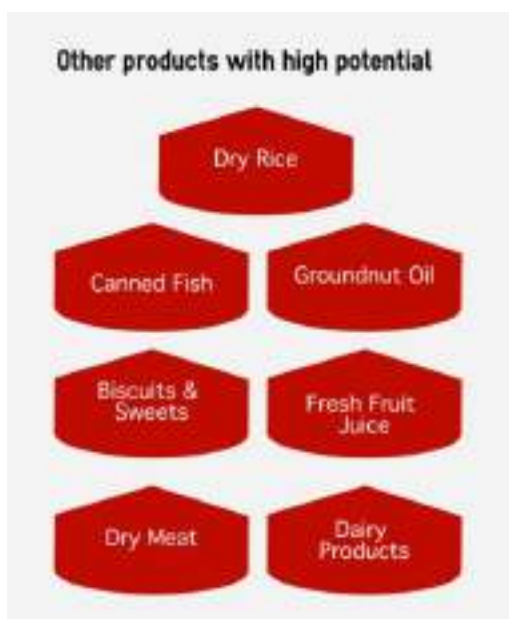 Other products with high potential
Dry Rice
Canned Fish
Groundnut Oil
Biscuits &
Sweets
Fresh Fruit
Juice
Dry Meat
Dairy
Products